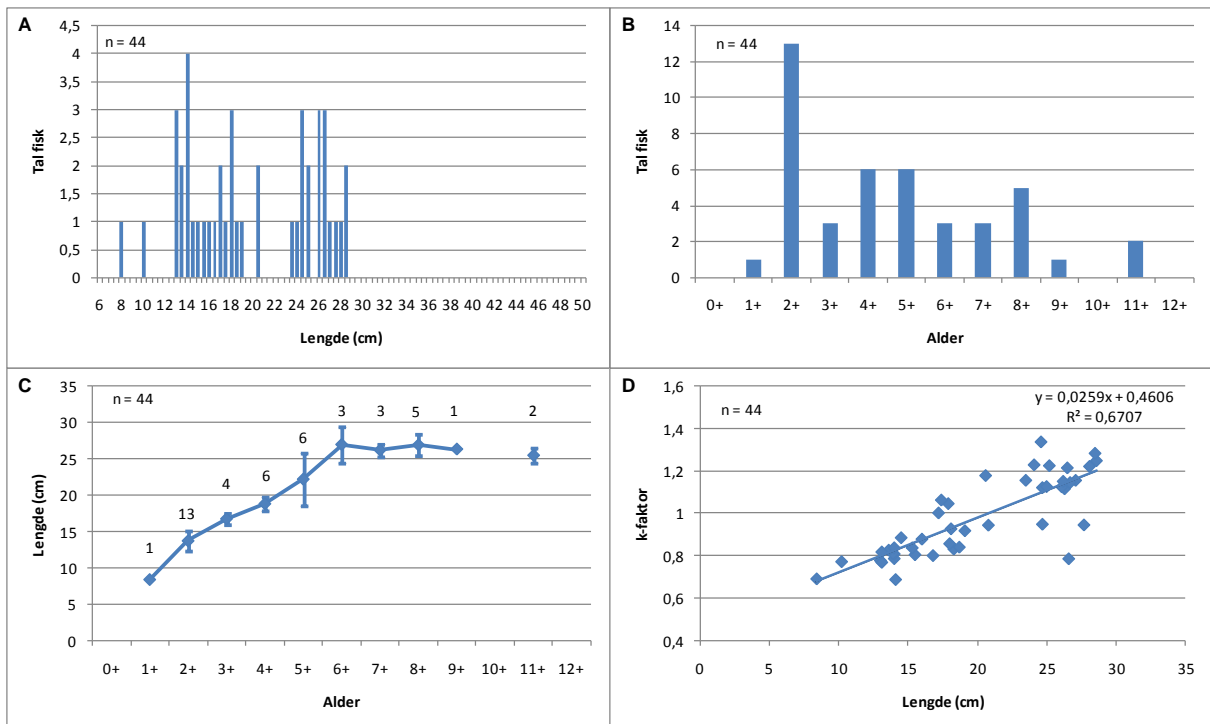 A
n = 44
Tal fisk
4,5
4
3,5
3
2,5
2
1,5
1
0,5
0
6 8 10 12 14 16 18 20 22 24 26 28 30 32 34 36 38 40 42 44 46 48 50
Lengde (cm)
B
n = 44
Tal fisk
14
12
10
8
6
4
2
0
0+ 1+ 2+ 3+ 4+ 5+ 6+ 7+ 8+ 9+ 10+ 11+ 12+
Alder
C
n = 44
Lengde (cm)
35
30
25
20
15
10
5
0
1 13 4 6 6 3 3 5 1 2
0+ 1+ 2+ 3+ 4+ 5+ 6+ 7+ 8+ 9+ 10+ 11+ 12+
Alder
D
n = 44
y = 0,0259x + 0,4606
R² = 0,6707
k-faktor
1,6
1,4
1,2
1
0,8
0,6
0,4
0 5 10 15 20 25 30 35
Lengde (cm)